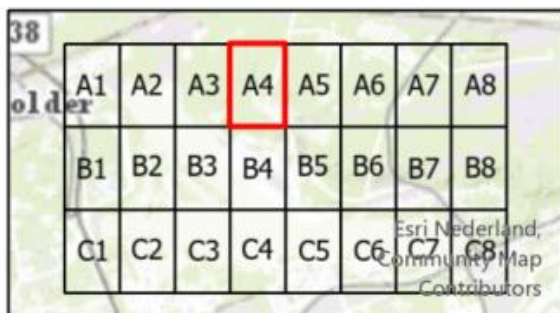 38
older
A1 A2 A3 A4 A5 A6 A7 A8
B1 B2 B3 B4 B5 B6 B7 B8
C1 C2 C3 C4 C5 C6 C7 C8
Esri Nederland,
Community Map
Contributors